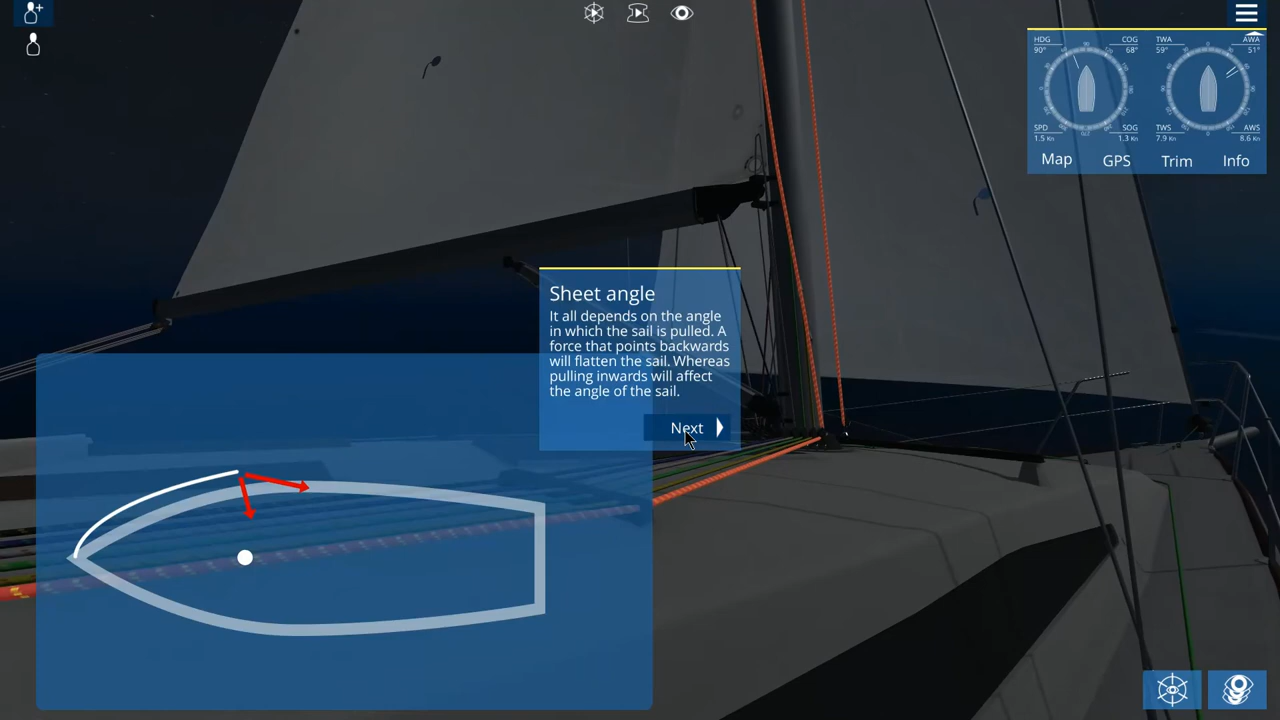 HDG
90°
COG
68°
TWA
59°
AWA
51°
SPD
1.5 Kn
SOG
1.3 Kn
TWS
7.9 Kn
AWS
8.6 Kn
Map GPS Trim Info
Sheet angle
It all depends on the angle
in which the sail is pulled. A
force that points backwards
will flatten the sail. Whereas
pulling inwards will affect
the angle of the sail.
Next